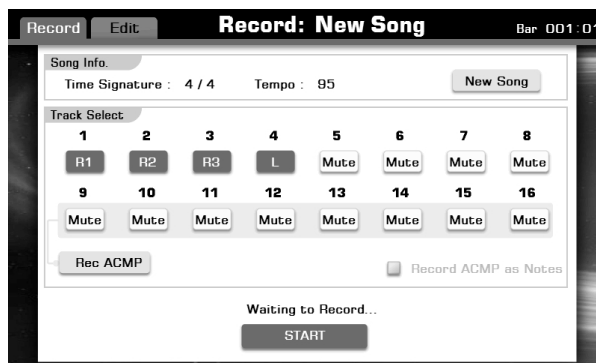 Record Edit Record: New Song Bar 001:01
Song Info.
Time Signature : 4 / 4 Tempo : 95 New Song
Track Select
1 2 3 4 5 6 7 8
R1 R2 R3 L Mute Mute Mute Mute
9 10 11 12 13 14 15 16
Mute Mute Mute Mute Mute Mute Mute Mute
Rec ACMP Record ACMP as Notes
Waiting to Record...
START